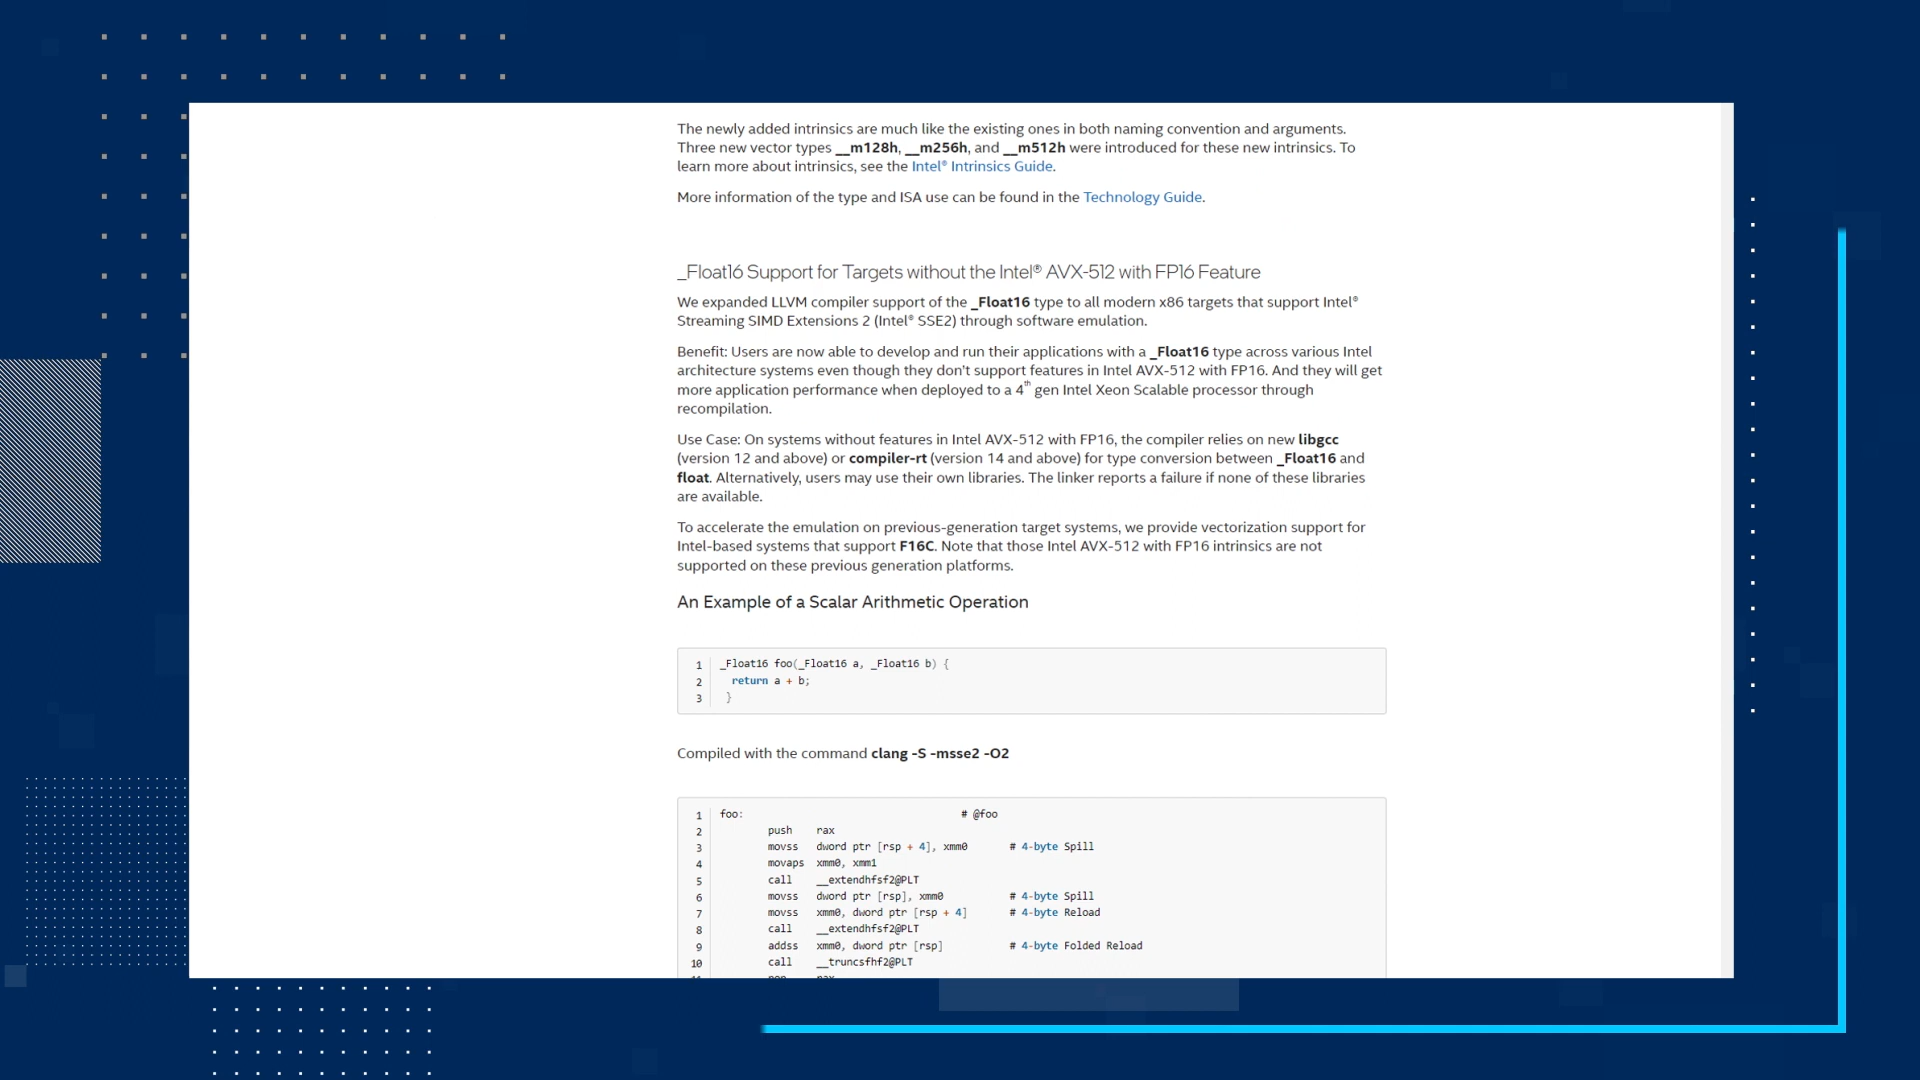 The newly added intrinsics are much like the existing ones in both naming convention and arguments.
Three new vector types __m128h, __m256h, and __m512h were introduced for these new intrinsics. To
learn more about intrinsics, see the Intel® Intrinsics Guide.
More information of the type and ISA use can be found in the Technology Guide.
_Float16 Support for Targets without the Intel® AVX-512 with FP16 Feature
We expanded LLVM compiler support of the _Float16 type to all modern x86 targets that support Intel®
Streaming SIMD Extensions 2 (Intel® SSE2) through software emulation.
Benefit: Users are now able to develop and run their applications with a _Float16 type across various Intel
architecture systems even though they don't support features in Intel AVX-512 with FP16. And they will get
more application performance when deployed to a 4th gen Intel Xeon Scalable processor through
recompilation.
Use Case: On systems without features in Intel AVX-512 with FP16, the compiler relies on new libgcc
(version 12 and above) or compiler-rt (version 14 and above) for type conversion between _Float16 and
float. Alternatively, users may use their own libraries. The linker reports a failure if none of these libraries
are available.
To accelerate the emulation on previous-generation target systems, we provide vectorization support for
Intel-based systems that support F16C. Note that those Intel AVX-512 with FP16 intrinsics are not
supported on these previous generation platforms.
An Example of a Scalar Arithmetic Operation
1 _Float16 foo(_Float16 a, _Float16 b) {
2 return a + b;
3 }
Compiled with the command clang -S -msse2 -O2
1 foo: # @foo
2 push rax
3 movss dword ptr [rsp + 4], xmm0 # 4-byte Spill
4 movaps xmm0, xmm1
5 call __extendhfsf2@PLT
6 movss dword ptr [rsp], xmm0 # 4-byte Spill
7 movss xmm0, dword ptr [rsp + 4] # 4-byte Reload
8 call __extendhfsf2@PLT
9 addss xmm0, dword ptr [rsp] # 4-byte Folded Reload
10 call __truncsfhf2@PLT